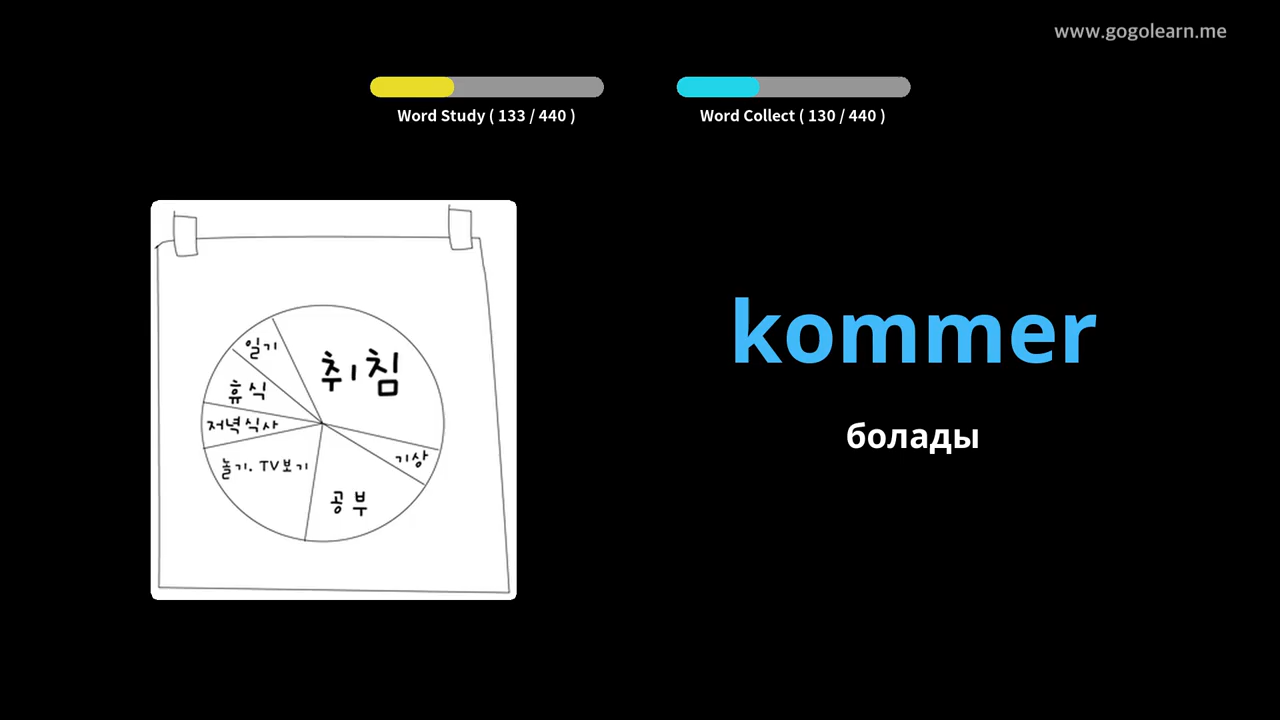 www.gogolearn.me
Word Study ( 133 / 440 )
Word Collect ( 130 / 440 )
일기
취침
휴식
저녁식사
기상
놀기. TV보기
공부
kommer
болады